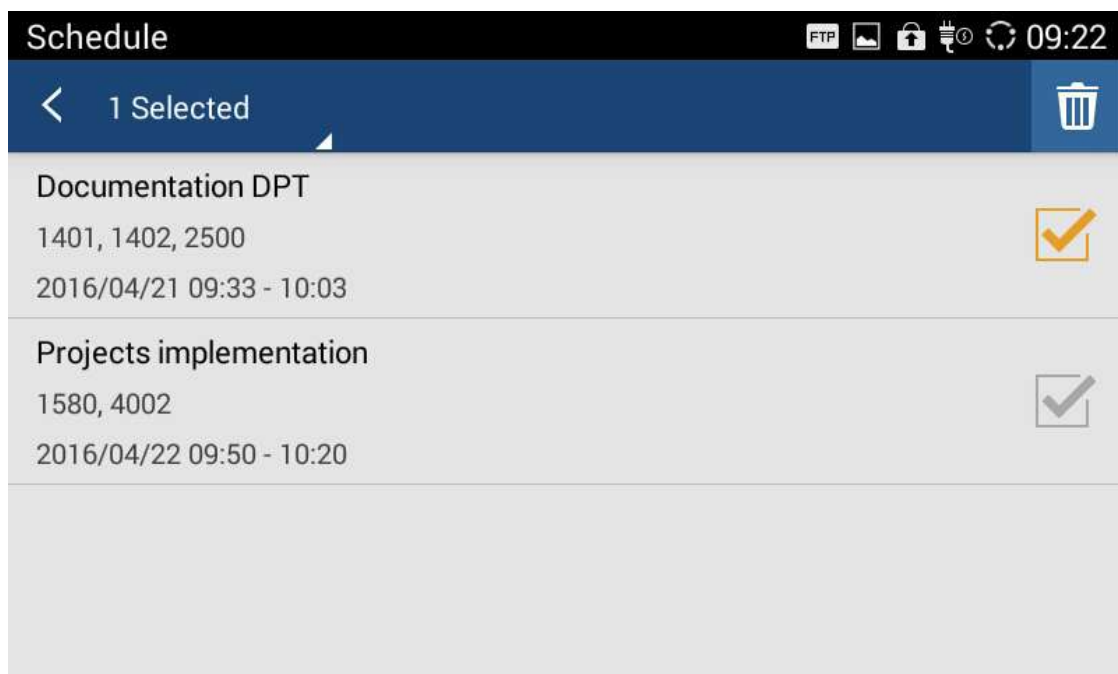 Schedule
FTP 09:22
1 Selected
Documentation DPT
1401, 1402, 2500
2016/04/21 09:33 - 10:03
Projects implementation
1580, 4002
2016/04/22 09:50 - 10:20